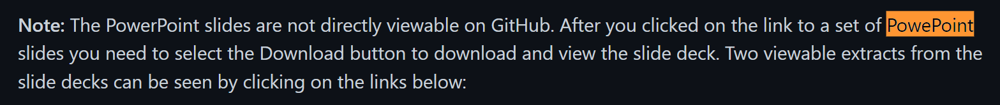 Note: The PowerPoint slides are not directly viewable on GitHub. After you clicked on the link to a set of PowePoint
slides you need to select the Download button to download and view the slide deck. Two viewable extracts from the
slide decks can be seen by clicking on the links below: